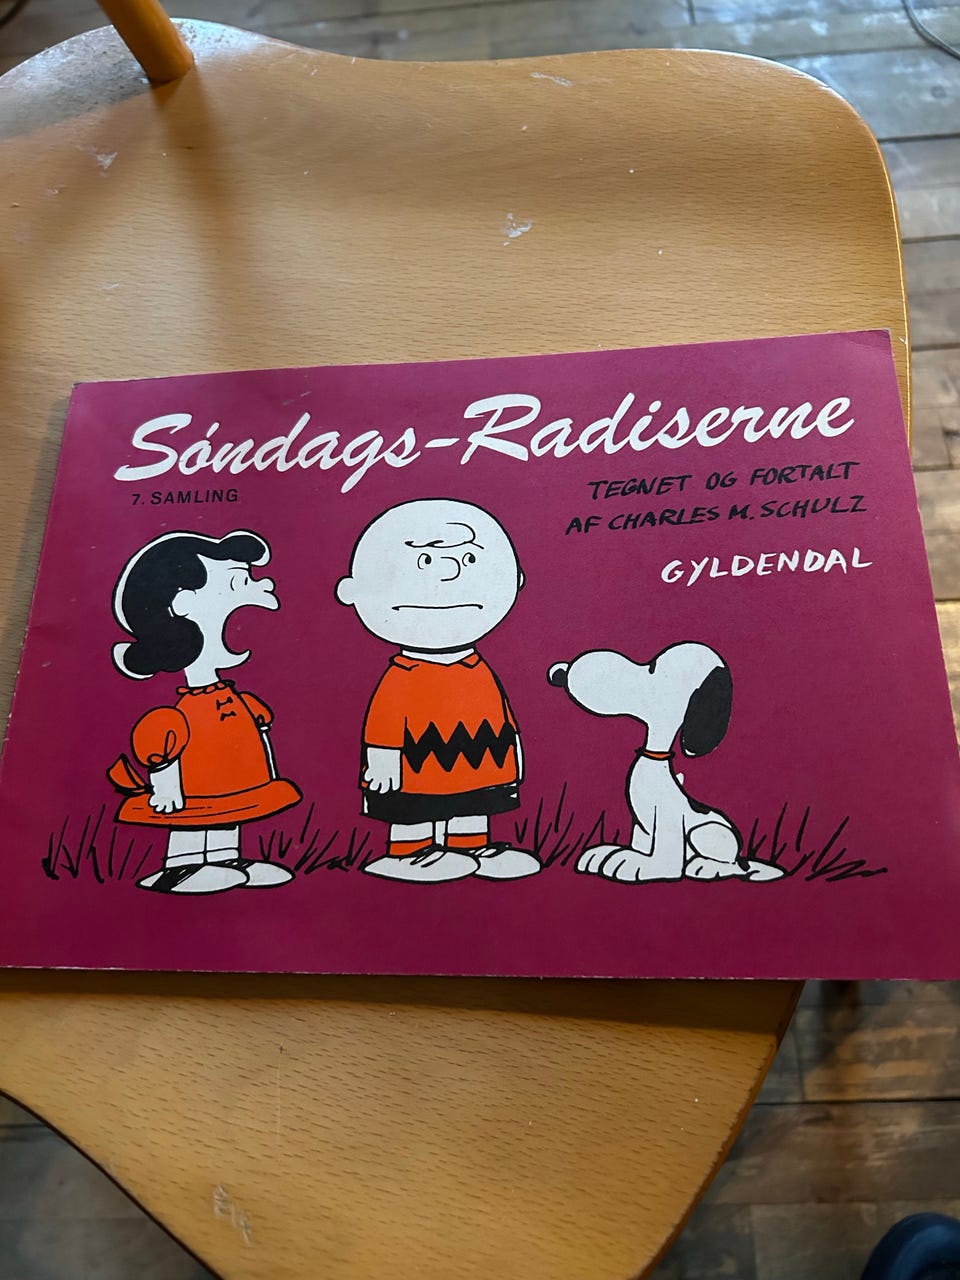 Søndags-Radiserne
7. SAMLING
TEGNET OG FORTALT
AF CHARLES M. SCHULZ
GYLDENDAL